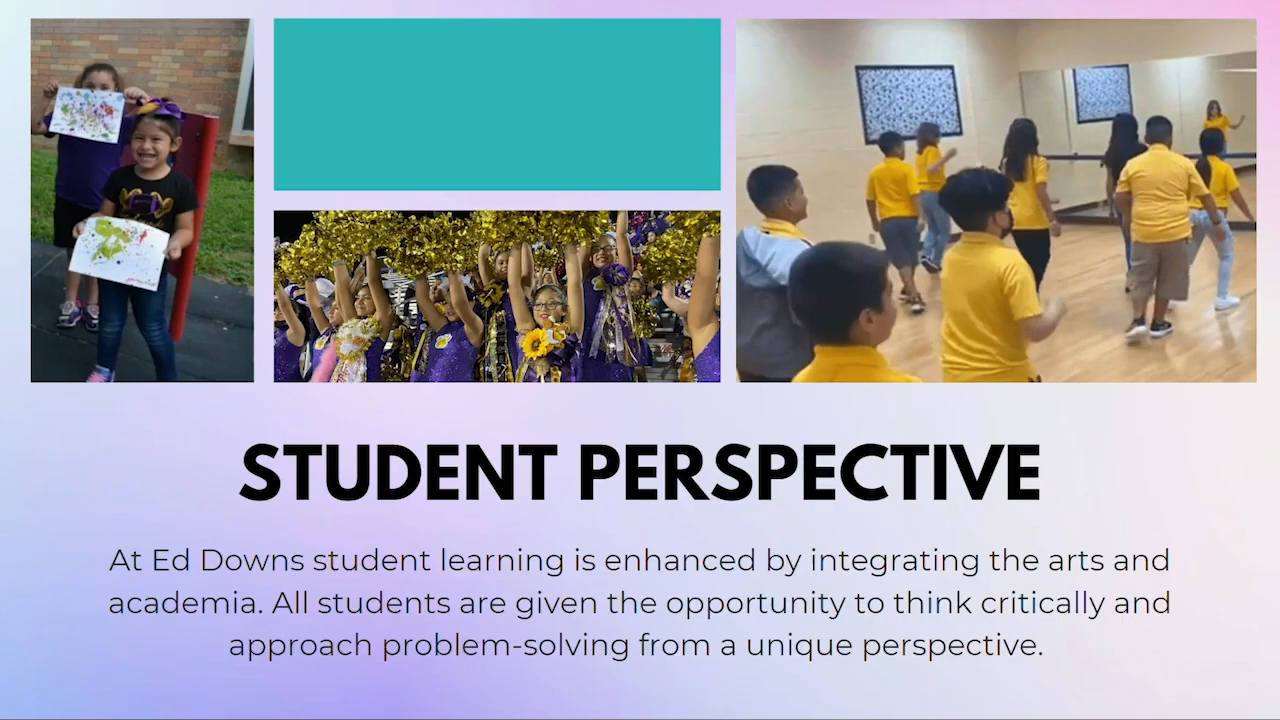 STUDENT PERSPECTIVE
At Ed Downs student learning is enhanced by integrating the arts and
academia. All students are given the opportunity to think critically and
approach problem-solving from a unique perspective.